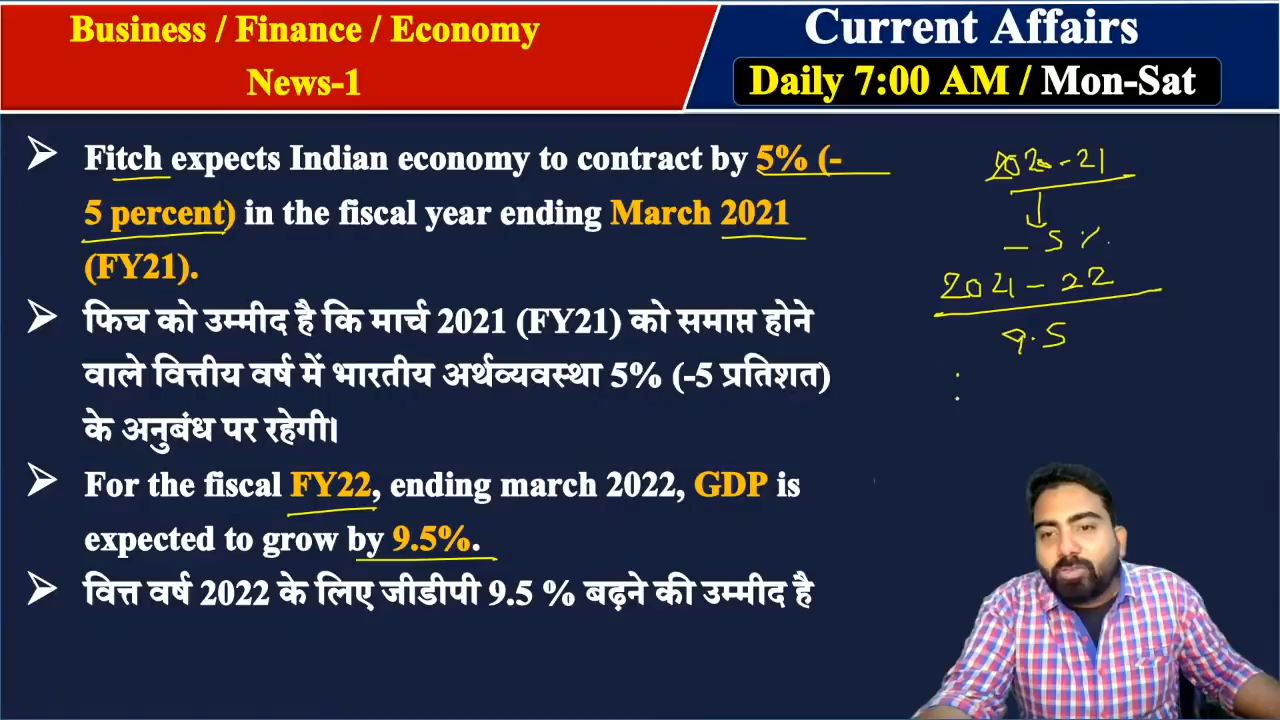 Business / Finance / Economy
News-1
Current Affairs
Daily 7:00 AM / Mon-Sat
➢ Fitch expects Indian economy to contract by 5% (-
5 percent) in the fiscal year ending March 2021
(FY21).
➢ फिच को उम्मीद है कि मार्च 2021 (FY21) को समाप्त होने
वाले वित्तीय वर्ष में भारतीय अर्थव्यवस्था 5% (-5 प्रतिशत)
के अनुबंध पर रहेगी।
➢ For the fiscal FY22, ending march 2022, GDP is
expected to grow by 9.5%.
➢ वित्त वर्ष 2022 के लिए जीडीपी 9.5 % बढ़ने की उम्मीद है
2020-21
- 5 %
2021-22
9.5